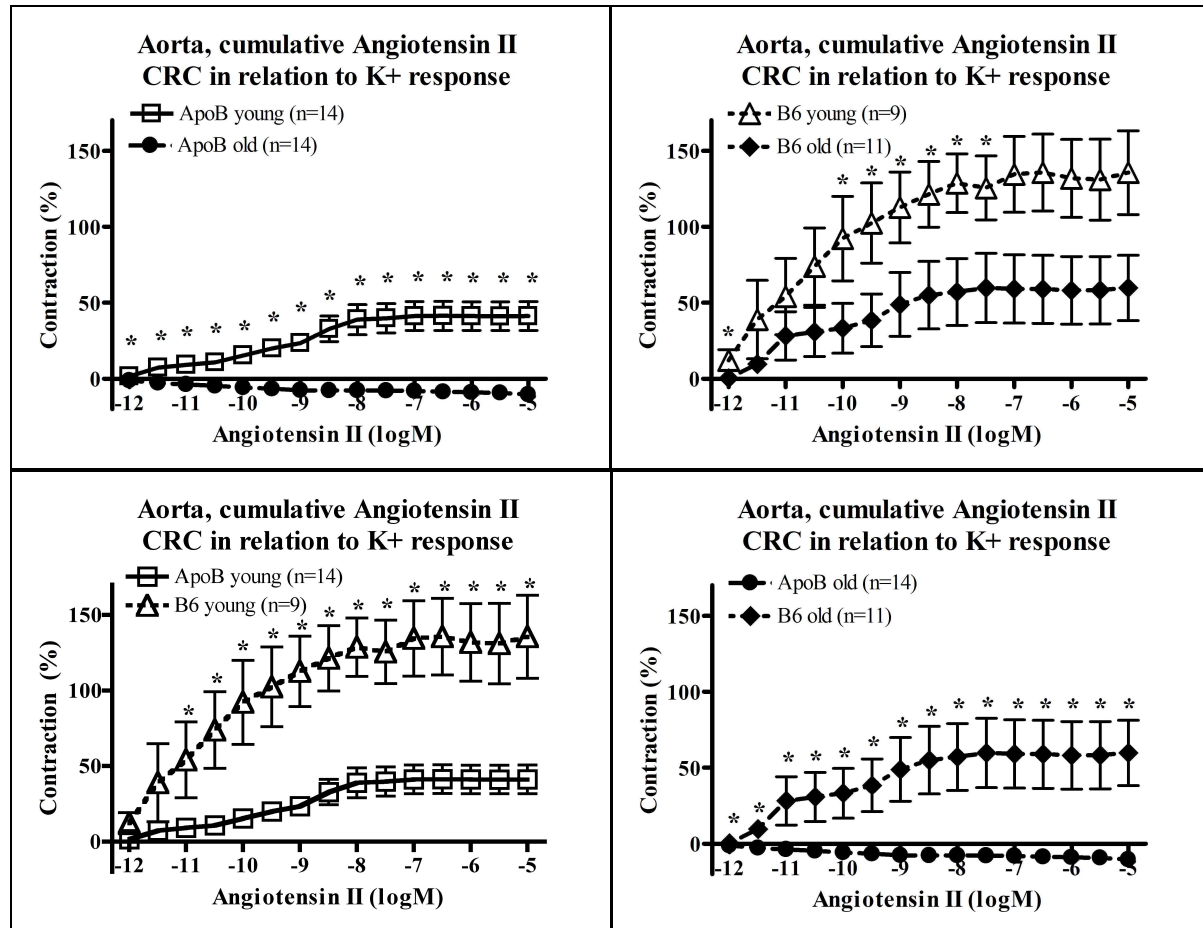 Aorta, cumulative Angiotensin II
CRC in relation to K+ response
ApoB young (n=14)
ApoB old (n=14)
150
100
50
0
Contraction (%)
* * * * * * * * * * * * * * *
-12 -11 -10 -9 -8 -7 -6 -5
Angiotensin II (logM)
Aorta, cumulative Angiotensin II
CRC in relation to K+ response
B6 young (n=9)
B6 old (n=11)
150
100
50
0
Contraction (%)
* * * * * * *
-12 -11 -10 -9 -8 -7 -6 -5
Angiotensin II (logM)
Aorta, cumulative Angiotensin II
CRC in relation to K+ response
ApoB young (n=14)
B6 young (n=9)
150
100
50
0
Contraction (%)
* * * * * * * * * * * * *
-12 -11 -10 -9 -8 -7 -6 -5
Angiotensin II (logM)
Aorta, cumulative Angiotensin II
CRC in relation to K+ response
ApoB old (n=14)
B6 old (n=11)
150
100
50
0
Contraction (%)
* * * * * * * * * * * * * * *
-12 -11 -10 -9 -8 -7 -6 -5
Angiotensin II (logM)